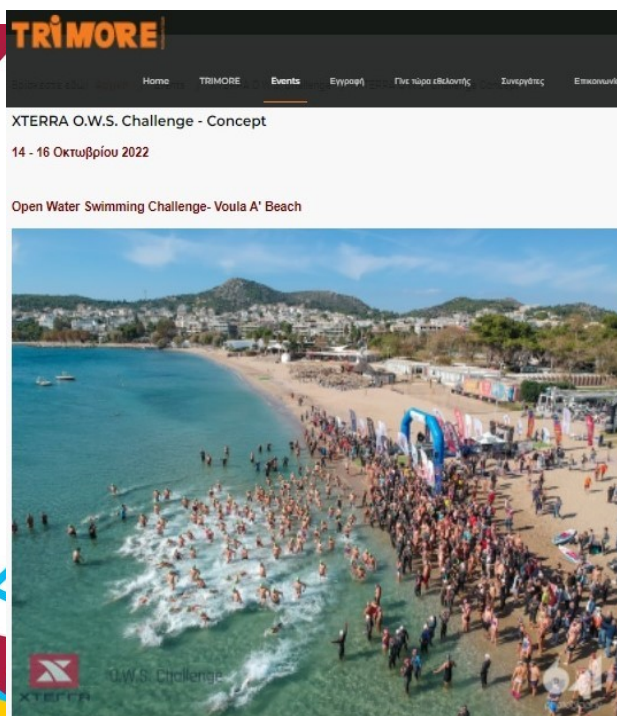 TRiMORE
Home TRIMORE Events Εγγραφή Γίνε τώρα εθελοντής Συνεργάτες Επικοινωνί
XTERRA O.W.S. Challenge - Concept
14 - 16 Οκτωβρίου 2022
Open Water Swimming Challenge- Voula A' Beach
O.W.S. Challenge
XTERRA